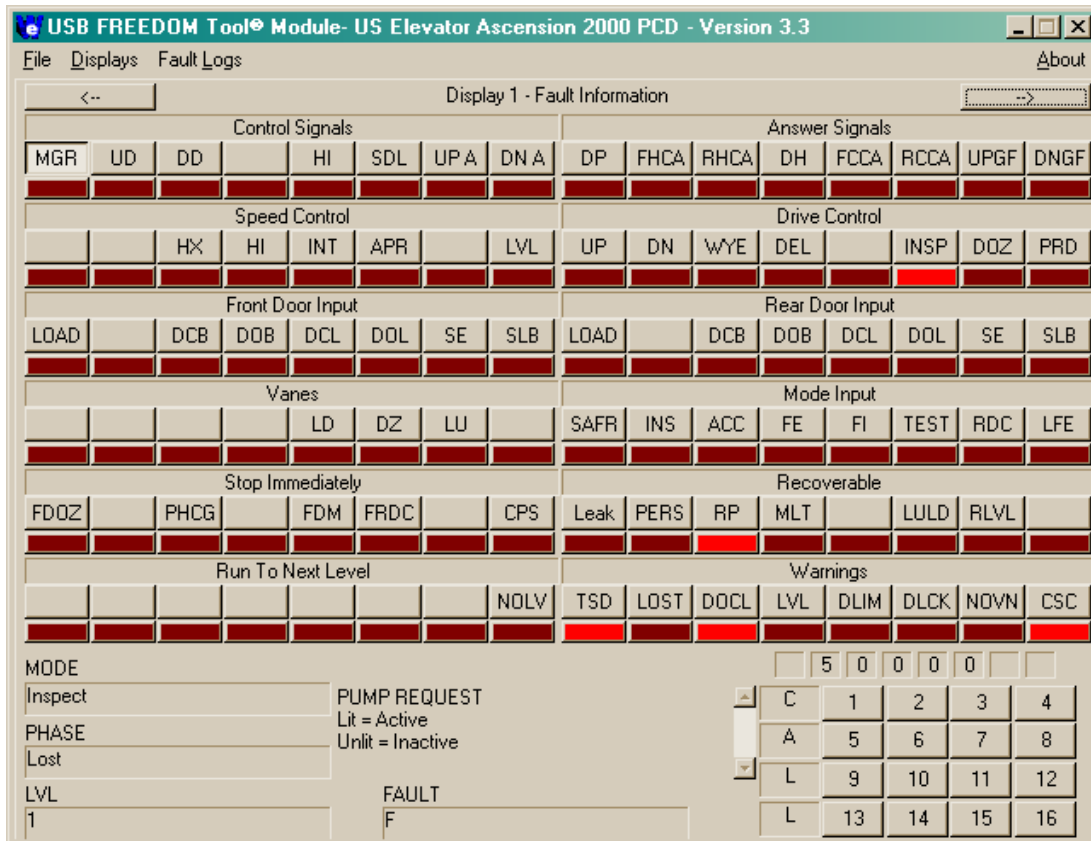 USB FREEDOM Tool® Module- US Elevator Ascension 2000 PCD - Version 3.3
File Displays Fault Logs About
<-- Display 1 - Fault Information -->
Control Signals Answer Signals
MGR UD DD HI SDL UP A DN A DP FHCA RHCA DH FCCA RCCA UPGF DNGF
Speed Control Drive Control
HX HI INT APR LVL UP DN WYE DEL INSP DOZ PRD
Front Door Input Rear Door Input
LOAD DCB DOB DCL DOL SE SLB LOAD DCB DOB DCL DOL SE SLB
Vanes Mode Input
LD DZ LU SAFR INS ACC FE FI TEST RDC LFE
Stop Immediately Recoverable
FDOZ PHCG FDM FRDC CPS Leak PERS RP MLT LULD RLVL
Run To Next Level Warnings
NOLV TSD LOST DOCL LVL DLIM DLCK NOVN CSC
MODE 5 0 0 0 0
Inspect PUMP REQUEST C 1 2 3 4
Lit = Active
PHASE Unlit = Inactive A 5 6 7 8
Lost
L 9 10 11 12
LVL FAULT
1 F L 13 14 15 16